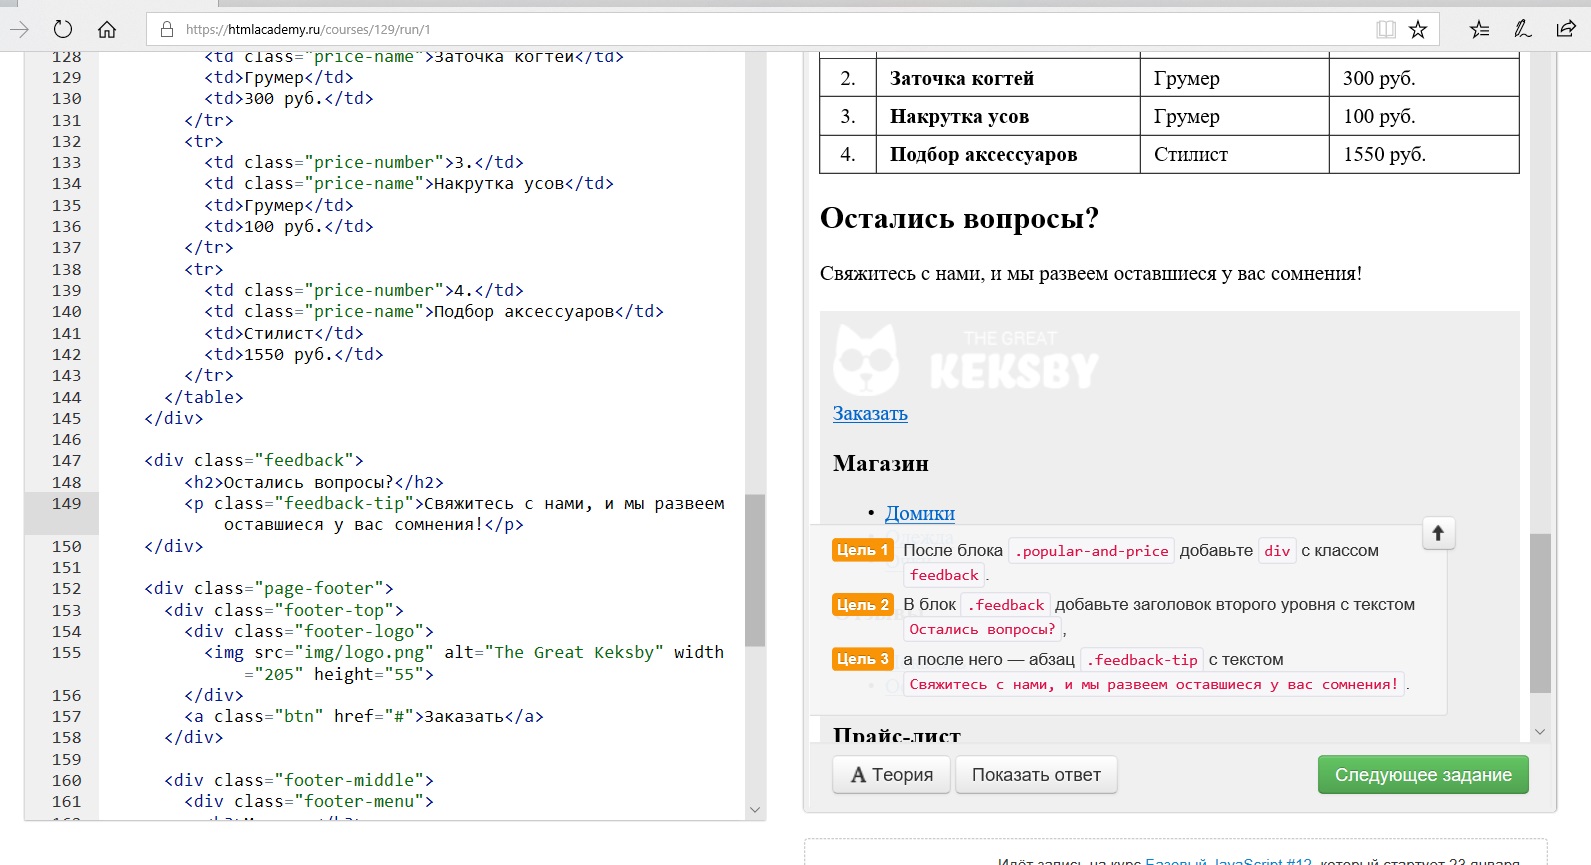 https://htmlacademy.ru/courses/129/run/1
128 <td class="price-name">Заточка когтей</td>
129 <td>Грумер</td>
130 <td>300 руб.</td>
131 </tr>
132 <tr>
133 <td class="price-number">3.</td>
134 <td class="price-name">Накрутка усов</td>
135 <td>Грумер</td>
136 <td>100 руб.</td>
137 </tr>
138 <tr>
139 <td class="price-number">4.</td>
140 <td class="price-name">Подбор аксессуаров</td>
141 <td>Стилист</td>
142 <td>1550 руб.</td>
143 </tr>
144 </table>
145 </div>
146
147 <div class="feedback">
148 <h2>Остались вопросы?</h2>
149 <p class="feedback-tip">Свяжитесь с нами, и мы развеем
оставшиеся у вас сомнения!</p>
150 </div>
151
152 <div class="page-footer">
153 <div class="footer-top">
154 <div class="footer-logo">
155 <img src="img/logo.png" alt="The Great Keksby" width
="205" height="55">
156 </div>
157 <a class="btn" href="#">Заказать</a>
158 </div>
159
160 <div class="footer-middle">
161 <div class="footer-menu">
2. Заточка когтей Грумер 300 руб.
3. Накрутка усов Грумер 100 руб.
4. Подбор аксессуаров Стилист 1550 руб.
Остались вопросы?
Свяжитесь с нами, и мы развеем оставшиеся у вас сомнения!
THE GREAT
KEKSBY
Заказать
Магазин
• Домики
Цель 1 После блока .popular-and-price добавьте div с классом
feedback .
Цель 2 В блок .feedback добавьте заголовок второго уровня с текстом
Остались вопросы? ,
Цель 3 а после него — абзац .feedback-tip с текстом
Свяжитесь с нами, и мы развеем оставшиеся у вас сомнения! .
Прайс-лист
A Теория Показать ответ Следующее задание
Идёт запись на курс Базовый JavaScript #12, который стартует 23 января